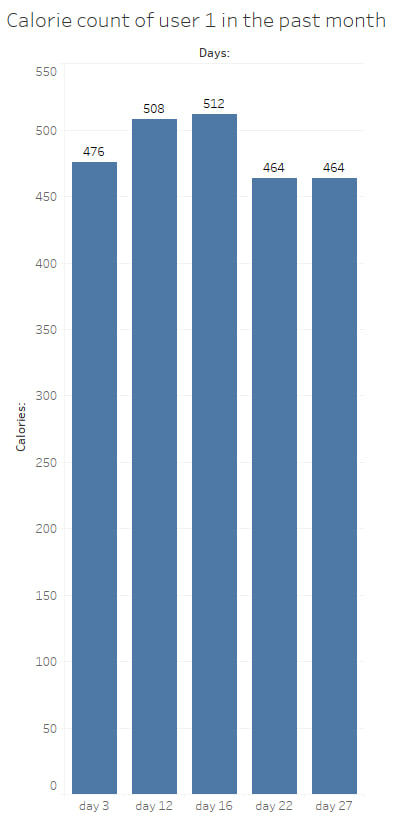 Calorie count of user 1 in the past month
Days:
550
500
450
400
350
300
250
200
150
100
50
0
Calories:
476
508
512
464
464
day 3
day 12
day 16
day 22
day 27